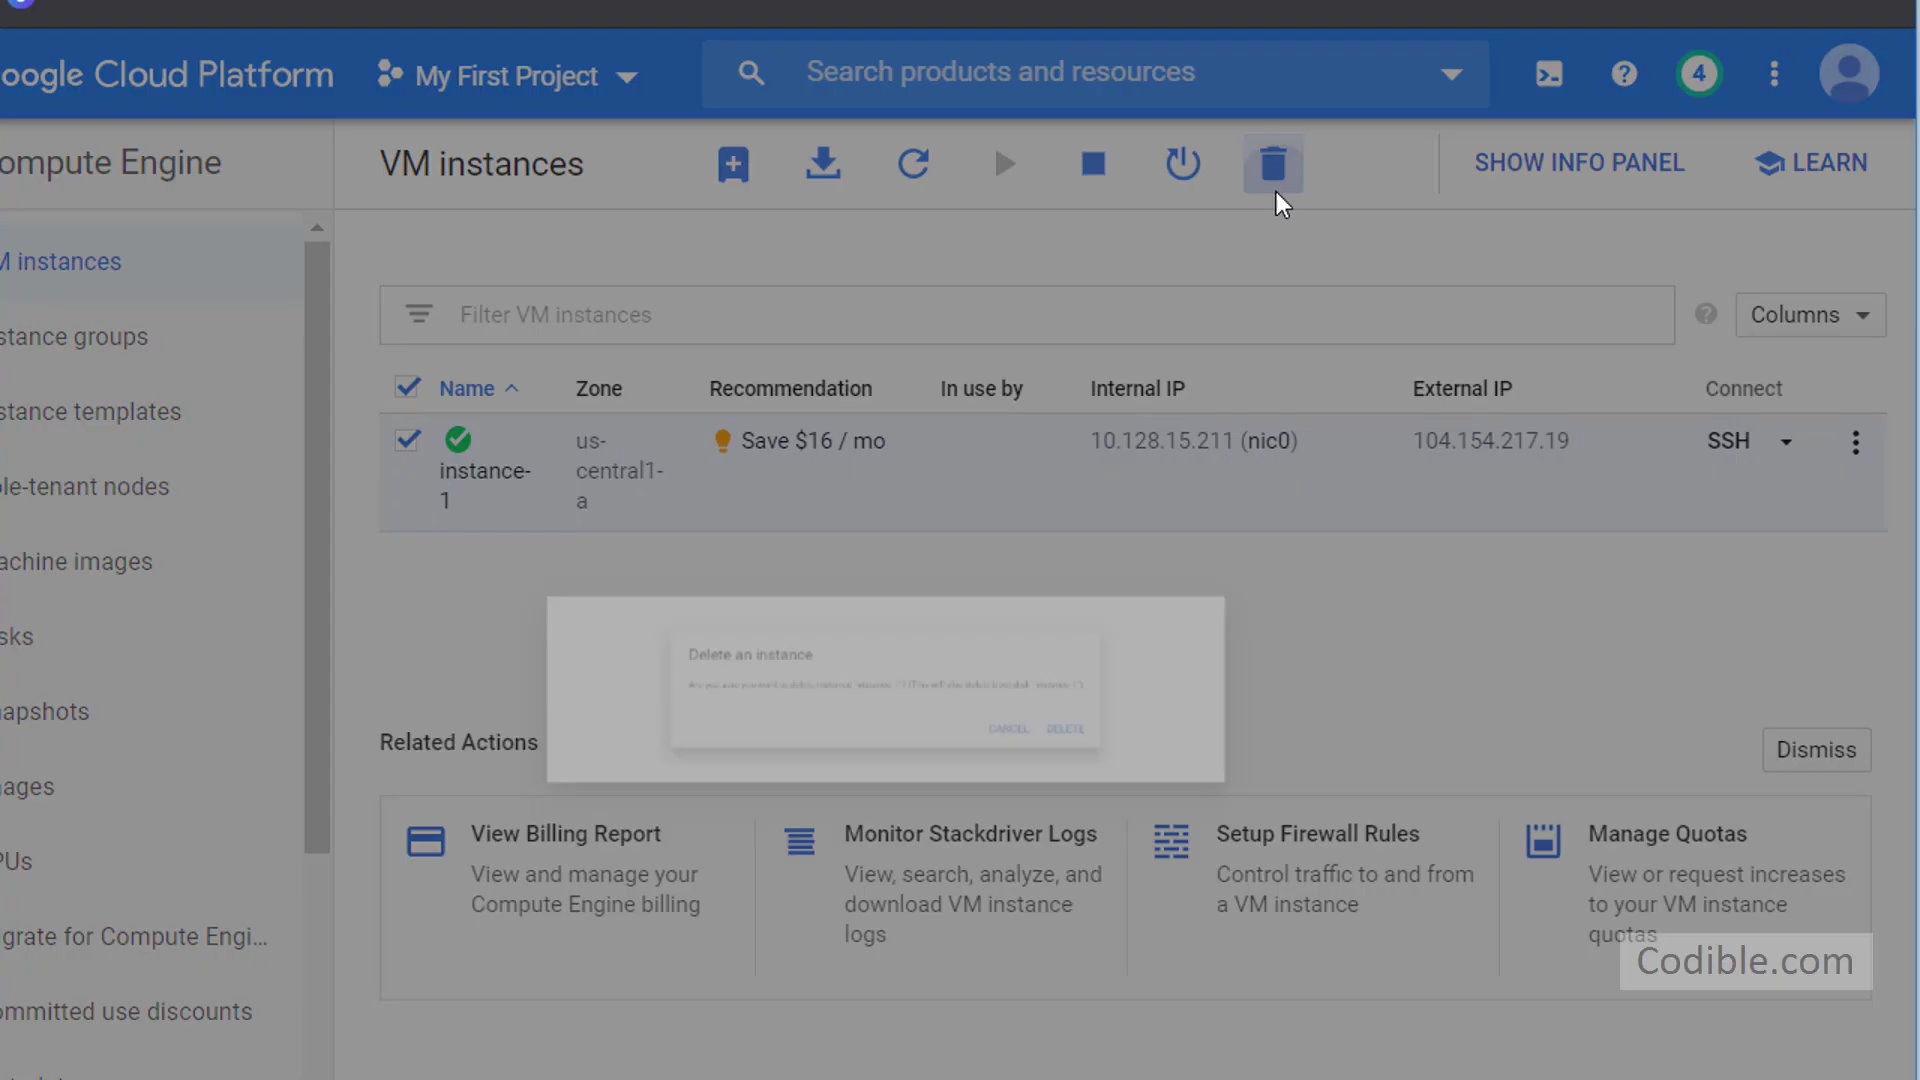 oogle Cloud Platform
My First Project
Search products and resources
4
ompute Engine
VM instances
SHOW INFO PANEL
LEARN
M instances
stance groups
stance templates
le-tenant nodes
achine images
sks
apshots
ages
PUs
grate for Compute Engi...
ommitted use discounts
Filter VM instances
Columns
Name
Zone
Recommendation
In use by
Internal IP
External IP
Connect
instance-
1
us-
central1-
a
Save $16 / mo
10.128.15.211 (nic0)
104.154.217.19
SSH
Delete an instance
CANCEL
DELETE
Related Actions
Dismiss
View Billing Report
View and manage your
Compute Engine billing
Monitor Stackdriver Logs
View, search, analyze, and
download VM instance
logs
Setup Firewall Rules
Control traffic to and from
a VM instance
Manage Quotas
View or request increases
to your VM instance
quotas
Codible.com